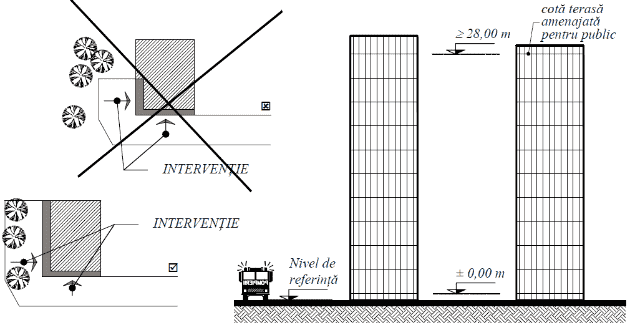 INTERVENȚIE
INTERVENȚIE
≥ 28,00 m
cotă terasă
amenajată
pentru public
Nivel de
referință
± 0,00 m